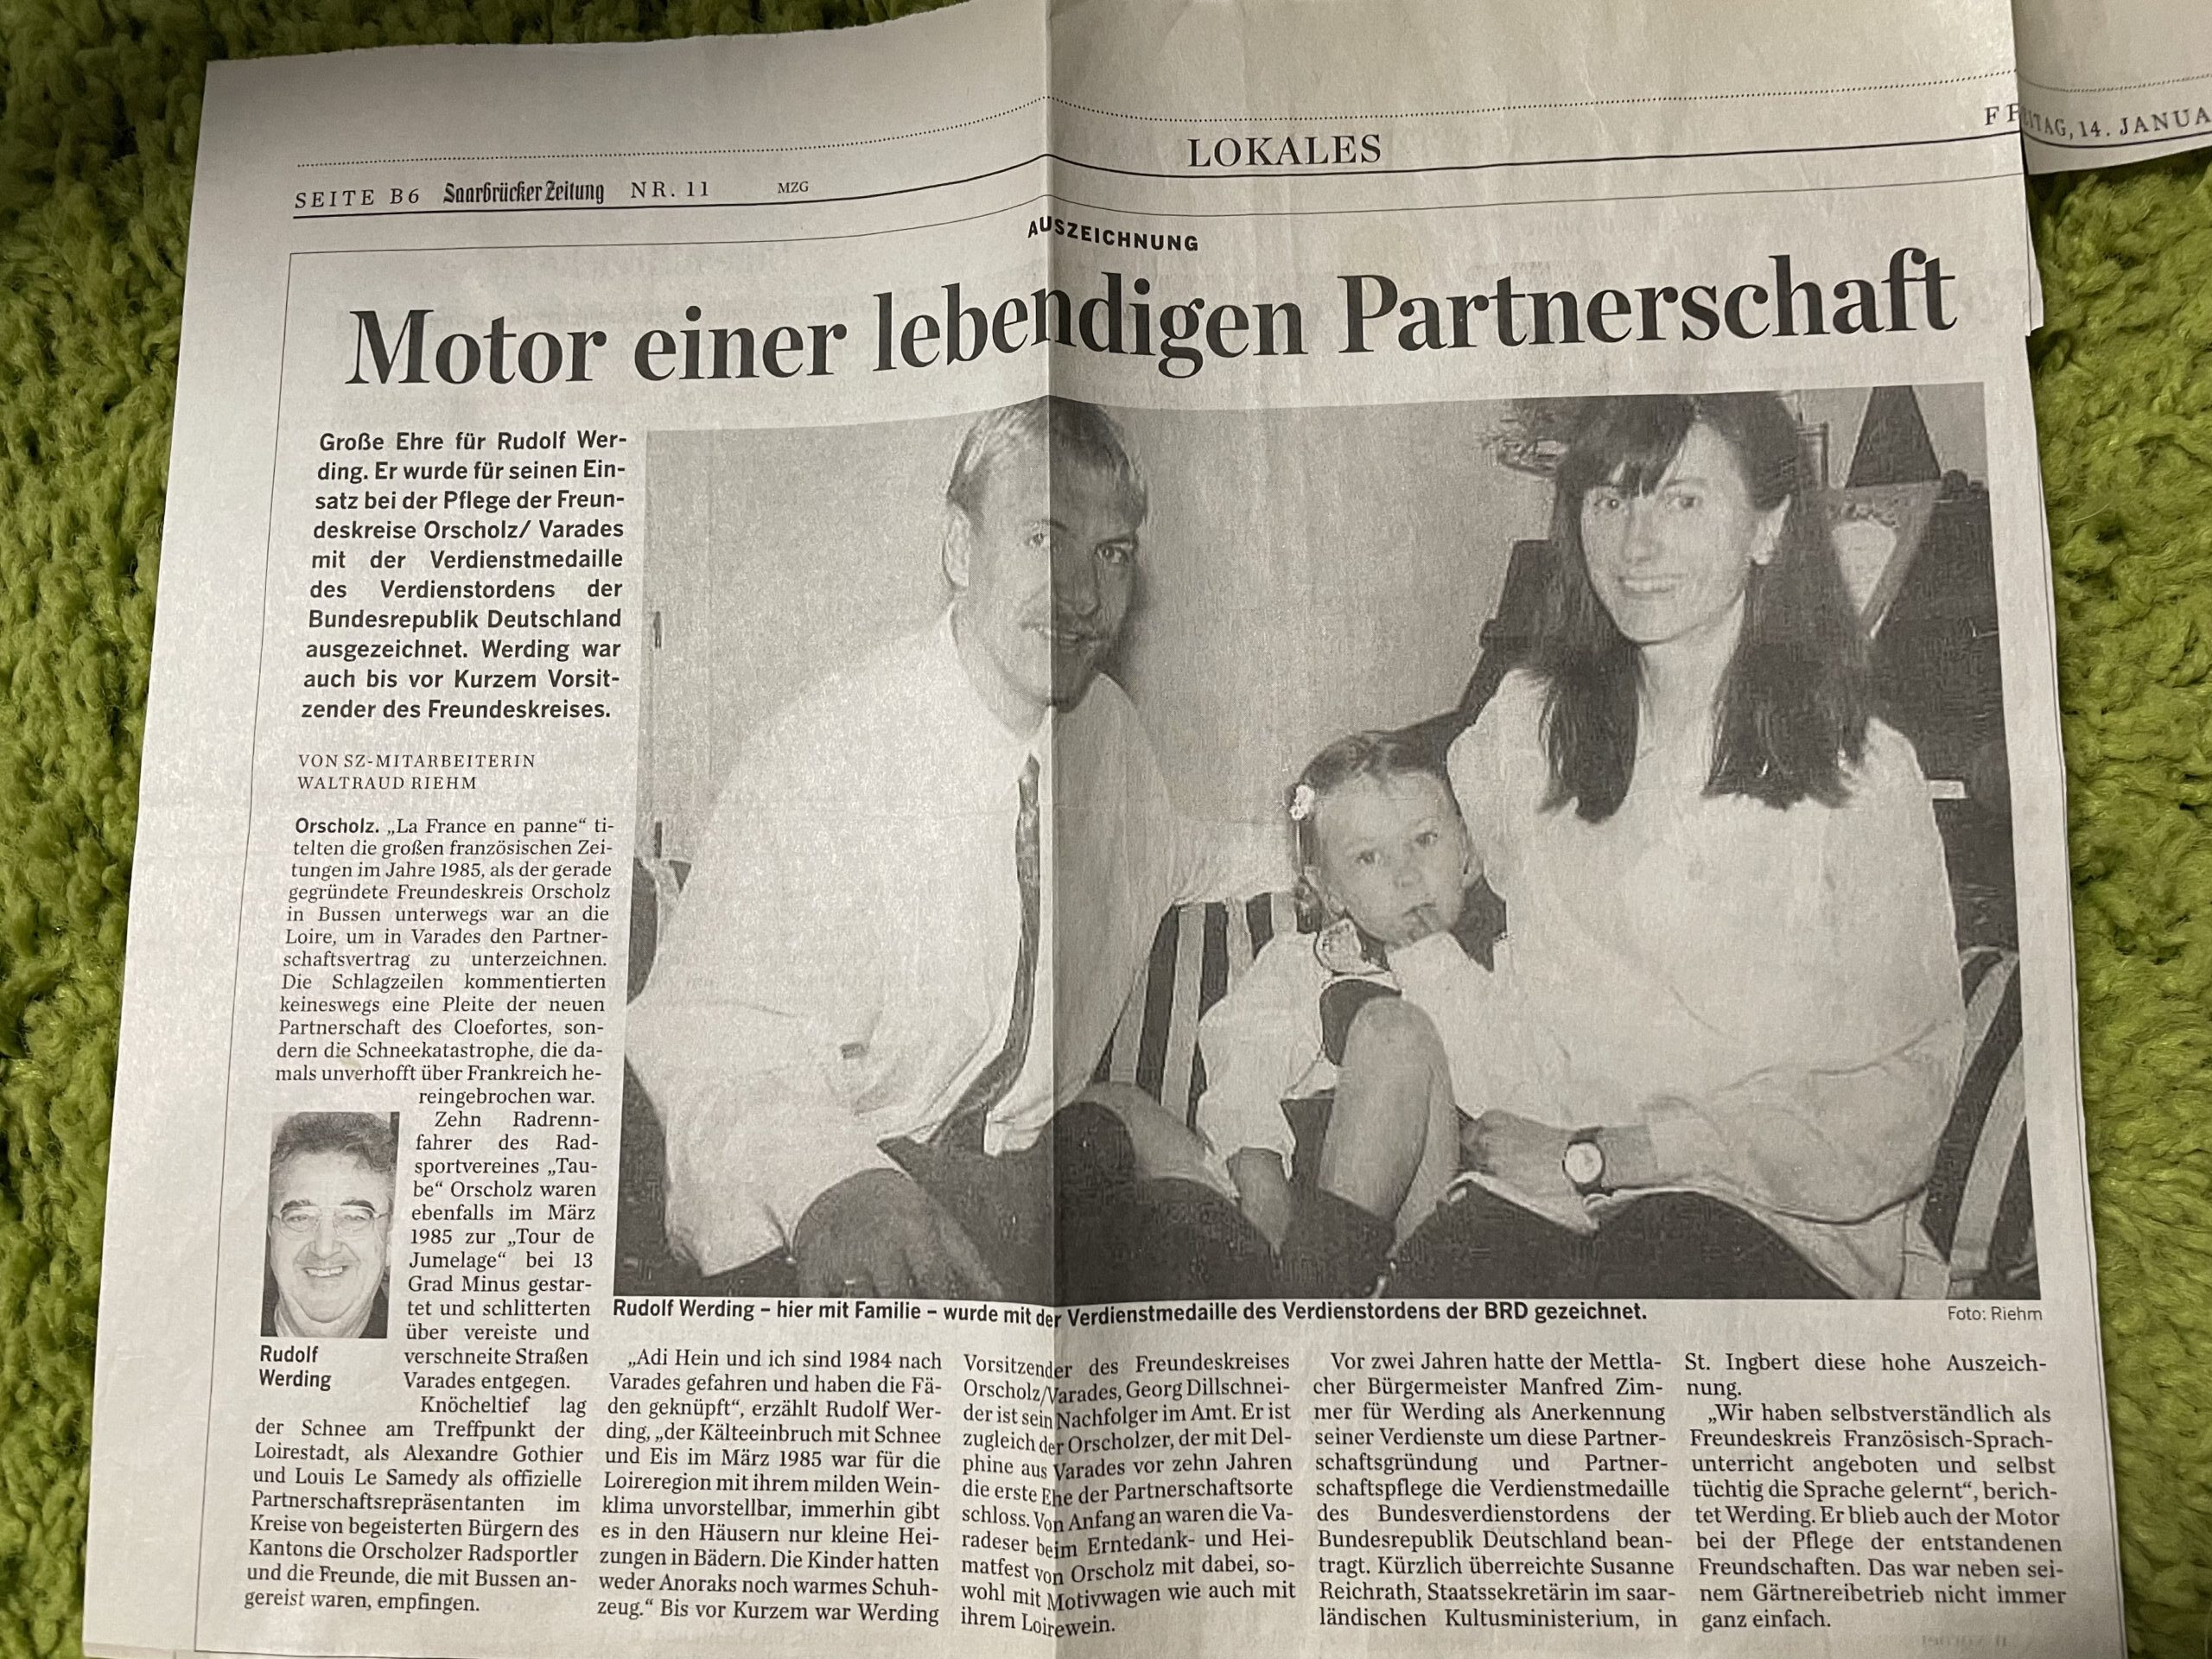 LOKALES
FREITAG, 14. JANUA
SEITE B6 Saarbrücker Zeitung NR. 11 MZG
AUSZEICHNUNG
Motor einer lebendigen Partnerschaft
Große Ehre für Rudolf Wer-
ding. Er wurde für seinen Ein-
satz bei der Pflege der Freun-
deskreise Orscholz/ Varades
mit der Verdienstmedaille
des Verdienstordens der
Bundesrepublik Deutschland
ausgezeichnet. Werding war
auch bis vor Kurzem Vorsit-
zender des Freundeskreises.
VON SZ-MITARBEITERIN
WALTRAUD RIEHM
Orscholz. „La France en panne“ ti-
telten die großen französischen Zei-
tungen im Jahre 1985, als der gerade
gegründete Freundeskreis Orscholz
in Bussen unterwegs war an die
Loire, um in Varades den Partner-
schaftsvertrag zu unterzeichnen.
Die Schlagzeilen kommentierten
keineswegs eine Pleite der neuen
Partnerschaft des Cloefortes, son-
dern die Schneekatastrophe, die da-
mals unverhofft über Frankreich he-
reingebrochen war.
Zehn Radrenn-
fahrer des Rad-
sportvereines „Tau-
be“ Orscholz waren
ebenfalls im März
1985 zur „Tour de
Jumelage“ bei 13
Grad Minus gestar-
tet und schlitterten
über vereiste und
verschneite Straßen
Varades entgegen.
Rudolf
Werding
Knöcheltief lag
der Schnee am Treffpunkt der
Loirestadt, als Alexandre Gothier
und Louis Le Samedy als offizielle
Partnerschaftsrepräsentanten im
Kreise von begeisterten Bürgern des
Kantons die Orscholzer Radsportler
und die Freunde, die mit Bussen an-
gereist waren, empfingen.
Rudolf Werding – hier mit Familie – wurde mit der Verdienstmedaille des Verdienstordens der BRD gezeichnet.
Foto: Riehm
„Adi Hein und ich sind 1984 nach
Varades gefahren und haben die Fä-
den geknüpft“, erzählt Rudolf Wer-
ding, „der Kälteeinbruch mit Schnee
und Eis im März 1985 war für die
Loireregion mit ihrem milden Wein-
klima unvorstellbar, immerhin gibt
es in den Häusern nur kleine Hei-
zungen in Bädern. Die Kinder hatten
weder Anoraks noch warmes Schuh-
zeug.“ Bis vor Kurzem war Werding
Vorsitzender des Freundeskreises
Orscholz/Varades, Georg Dillschnei-
der ist sein Nachfolger im Amt. Er ist
zugleich der Orscholzer, der mit Del-
phine aus Varades vor zehn Jahren
die erste Ehe der Partnerschaftsorte
schloss. Von Anfang an waren die Va-
radeser beim Erntedank- und Hei-
matfest von Orscholz mit dabei, so-
wohl mit Motivwagen wie auch mit
ihrem Loirewein.
Vor zwei Jahren hatte der Mettla-
cher Bürgermeister Manfred Zim-
mer für Werding als Anerkennung
seiner Verdienste um diese Partner-
schaftsgründung und Partner-
schaftspflege die Verdienstmedaille
des Bundesverdienstordens der
Bundesrepublik Deutschland bean-
tragt. Kürzlich überreichte Susanne
Reichrath, Staatssekretärin im saar-
ländischen Kultusministerium, in
St. Ingbert diese hohe Auszeich-
nung.
„Wir haben selbstverständlich als
Freundeskreis Französisch-Sprach-
unterricht angeboten und selbst
tüchtig die Sprache gelernt“, berich-
tet Werding. Er blieb auch der Motor
bei der Pflege der entstandenen
Freundschaften. Das war neben sei-
nem Gärtnereibetrieb nicht immer
ganz einfach.